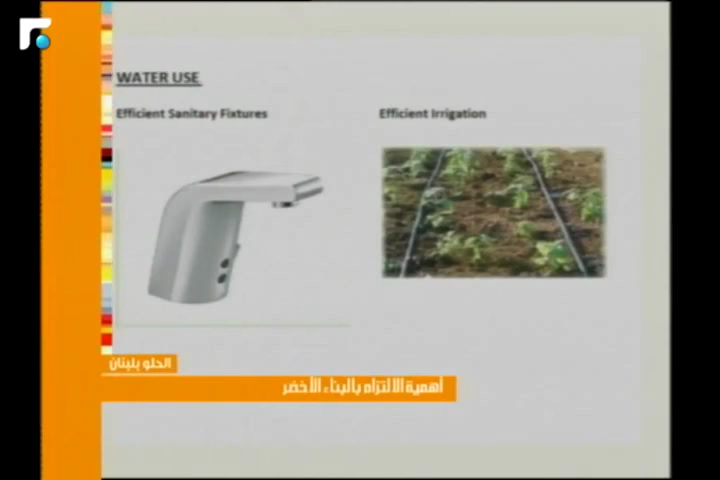 WATER USE
Efficient Sanitary Fixtures
Efficient Irrigation
الحلو بلبنان
أهمية الالتزام بالبناء الأخضر